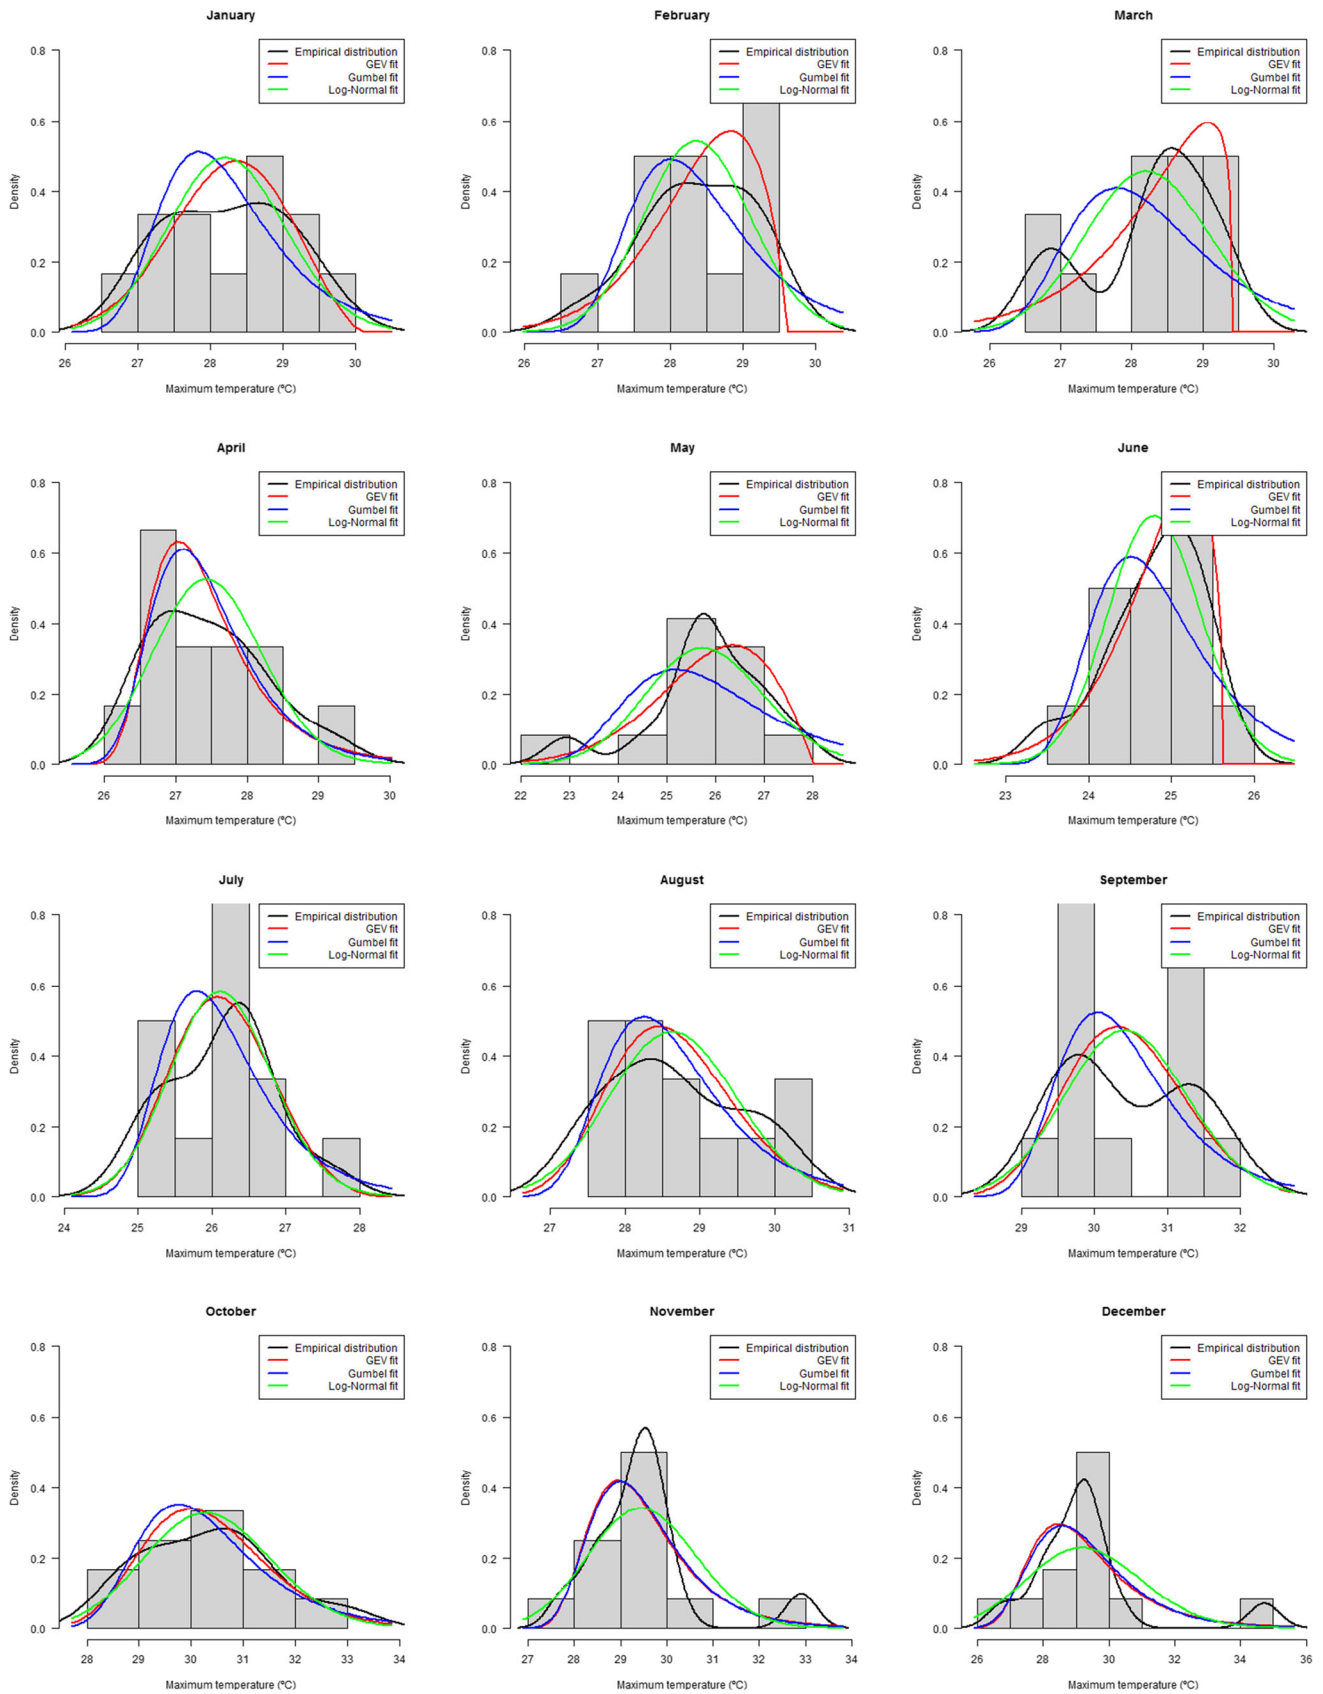 January
0.8
0.6
0.4
0.2
0.0
Density
Empirical distribution
GEV fit
Gumbel fit
Log-Normal fit
26 27 28 29 30
Maximum temperature (ºC)
February
0.8
0.6
0.4
0.2
0.0
Density
Empirical distribution
GEV fit
Gumbel fit
Log-Normal fit
26 27 28 29 30
Maximum temperature (ºC)
March
0.8
0.6
0.4
0.2
0.0
Density
Empirical distribution
GEV fit
Gumbel fit
Log-Normal fit
26 27 28 29 30
Maximum temperature (ºC)
April
0.8
0.6
0.4
0.2
0.0
Density
Empirical distribution
GEV fit
Gumbel fit
Log-Normal fit
26 27 28 29 30
Maximum temperature (ºC)
May
0.8
0.6
0.4
0.2
0.0
Density
Empirical distribution
GEV fit
Gumbel fit
Log-Normal fit
22 23 24 25 26 27 28
Maximum temperature (ºC)
June
0.8
0.6
0.4
0.2
0.0
Density
Empirical distribution
GEV fit
Gumbel fit
Log-Normal fit
23 24 25 26
Maximum temperature (ºC)
July
0.8
0.6
0.4
0.2
0.0
Density
Empirical distribution
GEV fit
Gumbel fit
Log-Normal fit
24 25 26 27 28
Maximum temperature (ºC)
August
0.8
0.6
0.4
0.2
0.0
Density
Empirical distribution
GEV fit
Gumbel fit
Log-Normal fit
27 28 29 30 31
Maximum temperature (ºC)
September
0.8
0.6
0.4
0.2
0.0
Density
Empirical distribution
GEV fit
Gumbel fit
Log-Normal fit
29 30 31 32
Maximum temperature (ºC)
October
0.8
0.6
0.4
0.2
0.0
Density
Empirical distribution
GEV fit
Gumbel fit
Log-Normal fit
28 29 30 31 32 33 34
Maximum temperature (ºC)
November
0.8
0.6
0.4
0.2
0.0
Density
Empirical distribution
GEV fit
Gumbel fit
Log-Normal fit
27 28 29 30 31 32 33 34
Maximum temperature (ºC)
December
0.8
0.6
0.4
0.2
0.0
Density
Empirical distribution
GEV fit
Gumbel fit
Log-Normal fit
26 28 30 32 34 36
Maximum temperature (ºC)